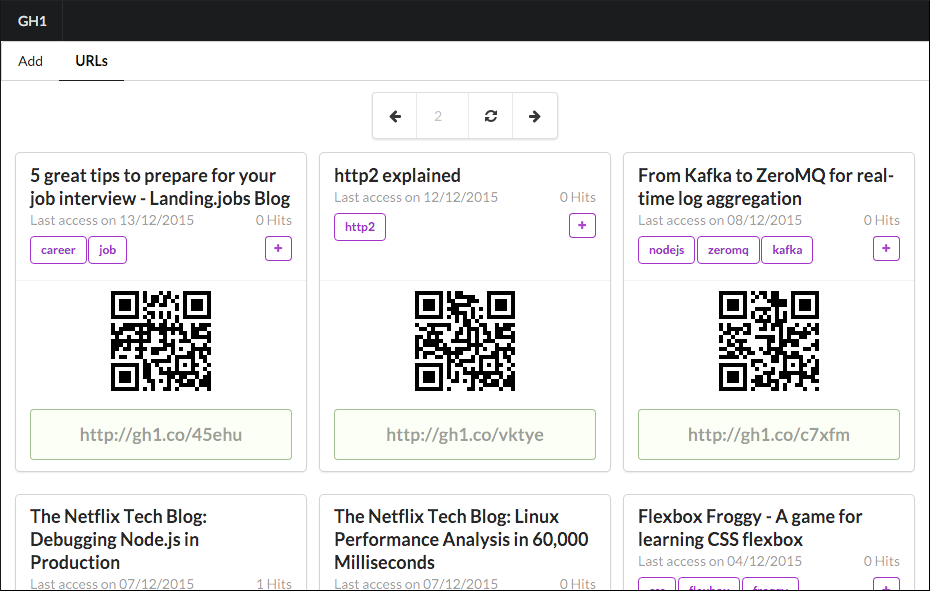 GH1
Add URLs
2
5 great tips to prepare for your
job interview - Landing.jobs Blog
Last access on 13/12/2015 0 Hits
career job +
http://gh1.co/45ehu
http2 explained
Last access on 12/12/2015 0 Hits
http2 +
http://gh1.co/vktye
From Kafka to ZeroMQ for real-
time log aggregation
Last access on 08/12/2015 0 Hits
nodejs zeromq kafka +
http://gh1.co/c7xfm
The Netflix Tech Blog:
Debugging Node.js in
Production
Last access on 07/12/2015 1 Hits
The Netflix Tech Blog: Linux
Performance Analysis in 60,000
Milliseconds
Last access on 07/12/2015 0 Hits
Flexbox Froggy - A game for
learning CSS flexbox
Last access on 04/12/2015 0 Hits
css flexbox froggy +